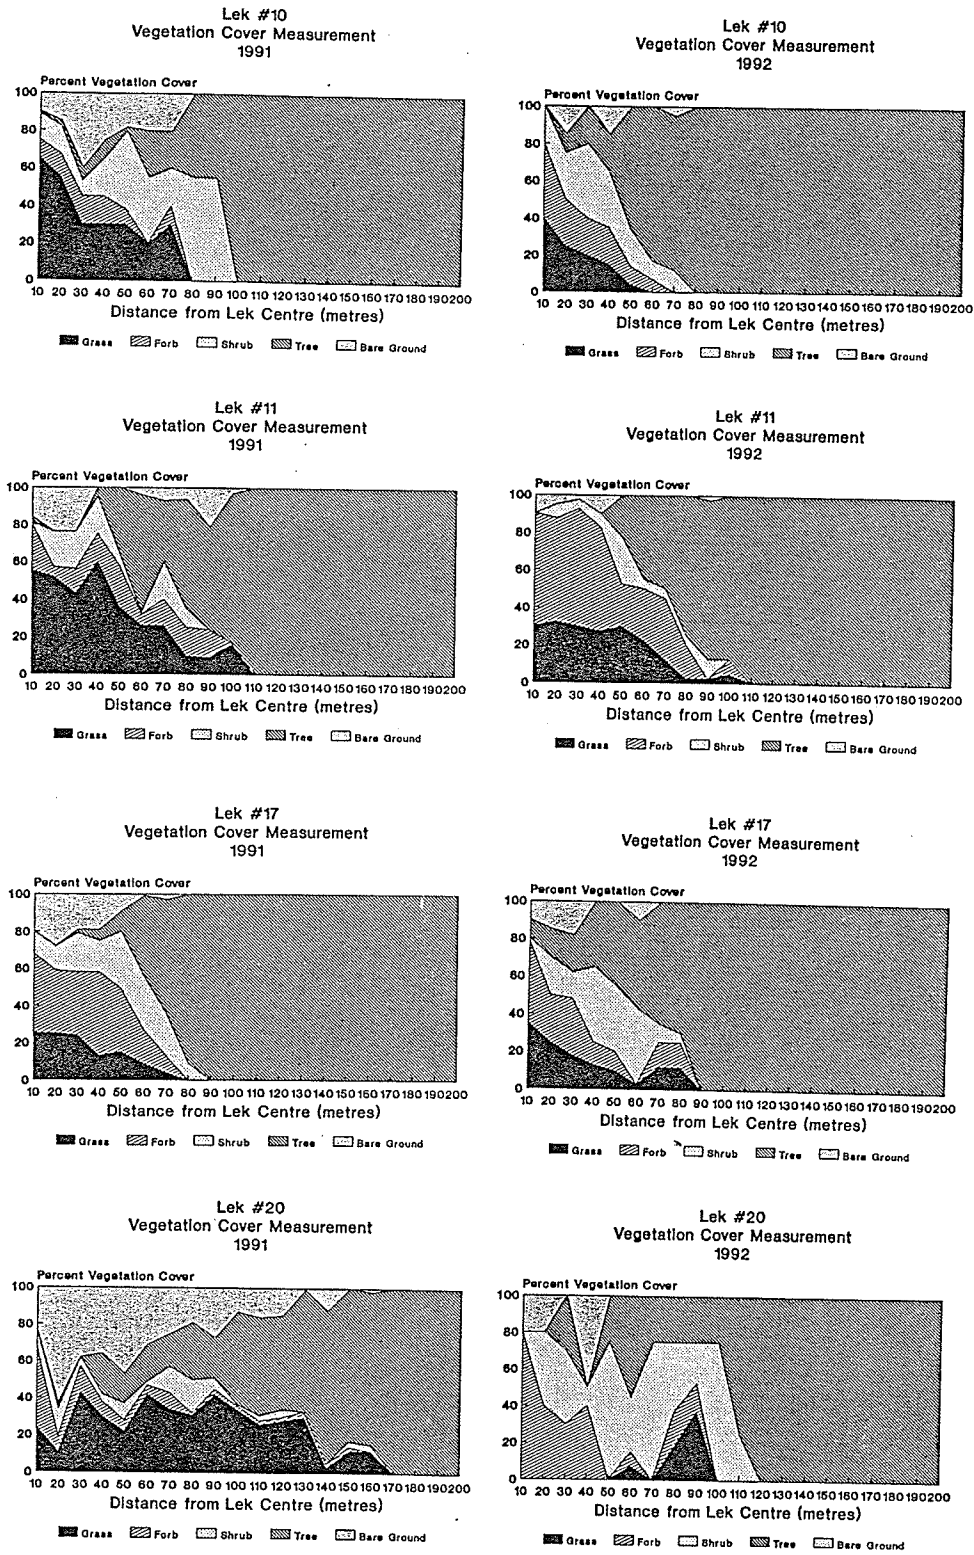 Lek #10
Vegetation Cover Measurement
1991
Percent Vegetation Cover
100
80
60
40
20
0
10 20 30 40 50 60 70 80 90 100 110 120 130 140 150 160 170 180 190 200
Distance from Lek Centre (metres)
Grass Forb Shrub Tree Bare Ground
Lek #10
Vegetation Cover Measurement
1992
Percent Vegetation Cover
100
80
60
40
20
0
10 20 30 40 50 60 70 80 90 100 110 120 130 140 150 160 170 180 190 200
Distance from Lek Centre (metres)
Grass Forb Shrub Tree Bare Ground
Lek #11
Vegetation Cover Measurement
1991
Percent Vegetation Cover
100
80
60
40
20
0
10 20 30 40 50 60 70 80 90 100 110 120 130 140 150 160 170 180 190 200
Distance from Lek Centre (metres)
Grass Forb Shrub Tree Bare Ground
Lek #11
Vegetation Cover Measurement
1992
Percent Vegetation Cover
100
80
60
40
20
0
10 20 30 40 50 60 70 80 90 100 110 120 130 140 150 160 170 180 190 200
Distance from Lek Centre (metres)
Grass Forb Shrub Tree Bare Ground
Lek #17
Vegetation Cover Measurement
1991
Percent Vegetation Cover
100
80
60
40
20
0
10 20 30 40 50 60 70 80 90 100 110 120 130 140 150 160 170 180 190 200
Distance from Lek Centre (metres)
Grass Forb Shrub Tree Bare Ground
Lek #17
Vegetation Cover Measurement
1992
Percent Vegetation Cover
100
80
60
40
20
0
10 20 30 40 50 60 70 80 90 100 110 120 130 140 150 160 170 180 190 200
Distance from Lek Centre (metres)
Grass Forb Shrub Tree Bare Ground
Lek #20
Vegetation Cover Measurement
1991
Percent Vegetation Cover
100
80
60
40
20
0
10 20 30 40 50 60 70 80 90 100 110 120 130 140 150 160 170 180 190 200
Distance from Lek Centre (metres)
Grass Forb Shrub Tree Bare Ground
Lek #20
Vegetation Cover Measurement
1992
Percent Vegetation Cover
100
80
60
40
20
0
10 20 30 40 50 60 70 80 90 100 110 120 130 140 150 160 170 180 190 200
Distance from Lek Centre (metres)
Grass Forb Shrub Tree Bare Ground